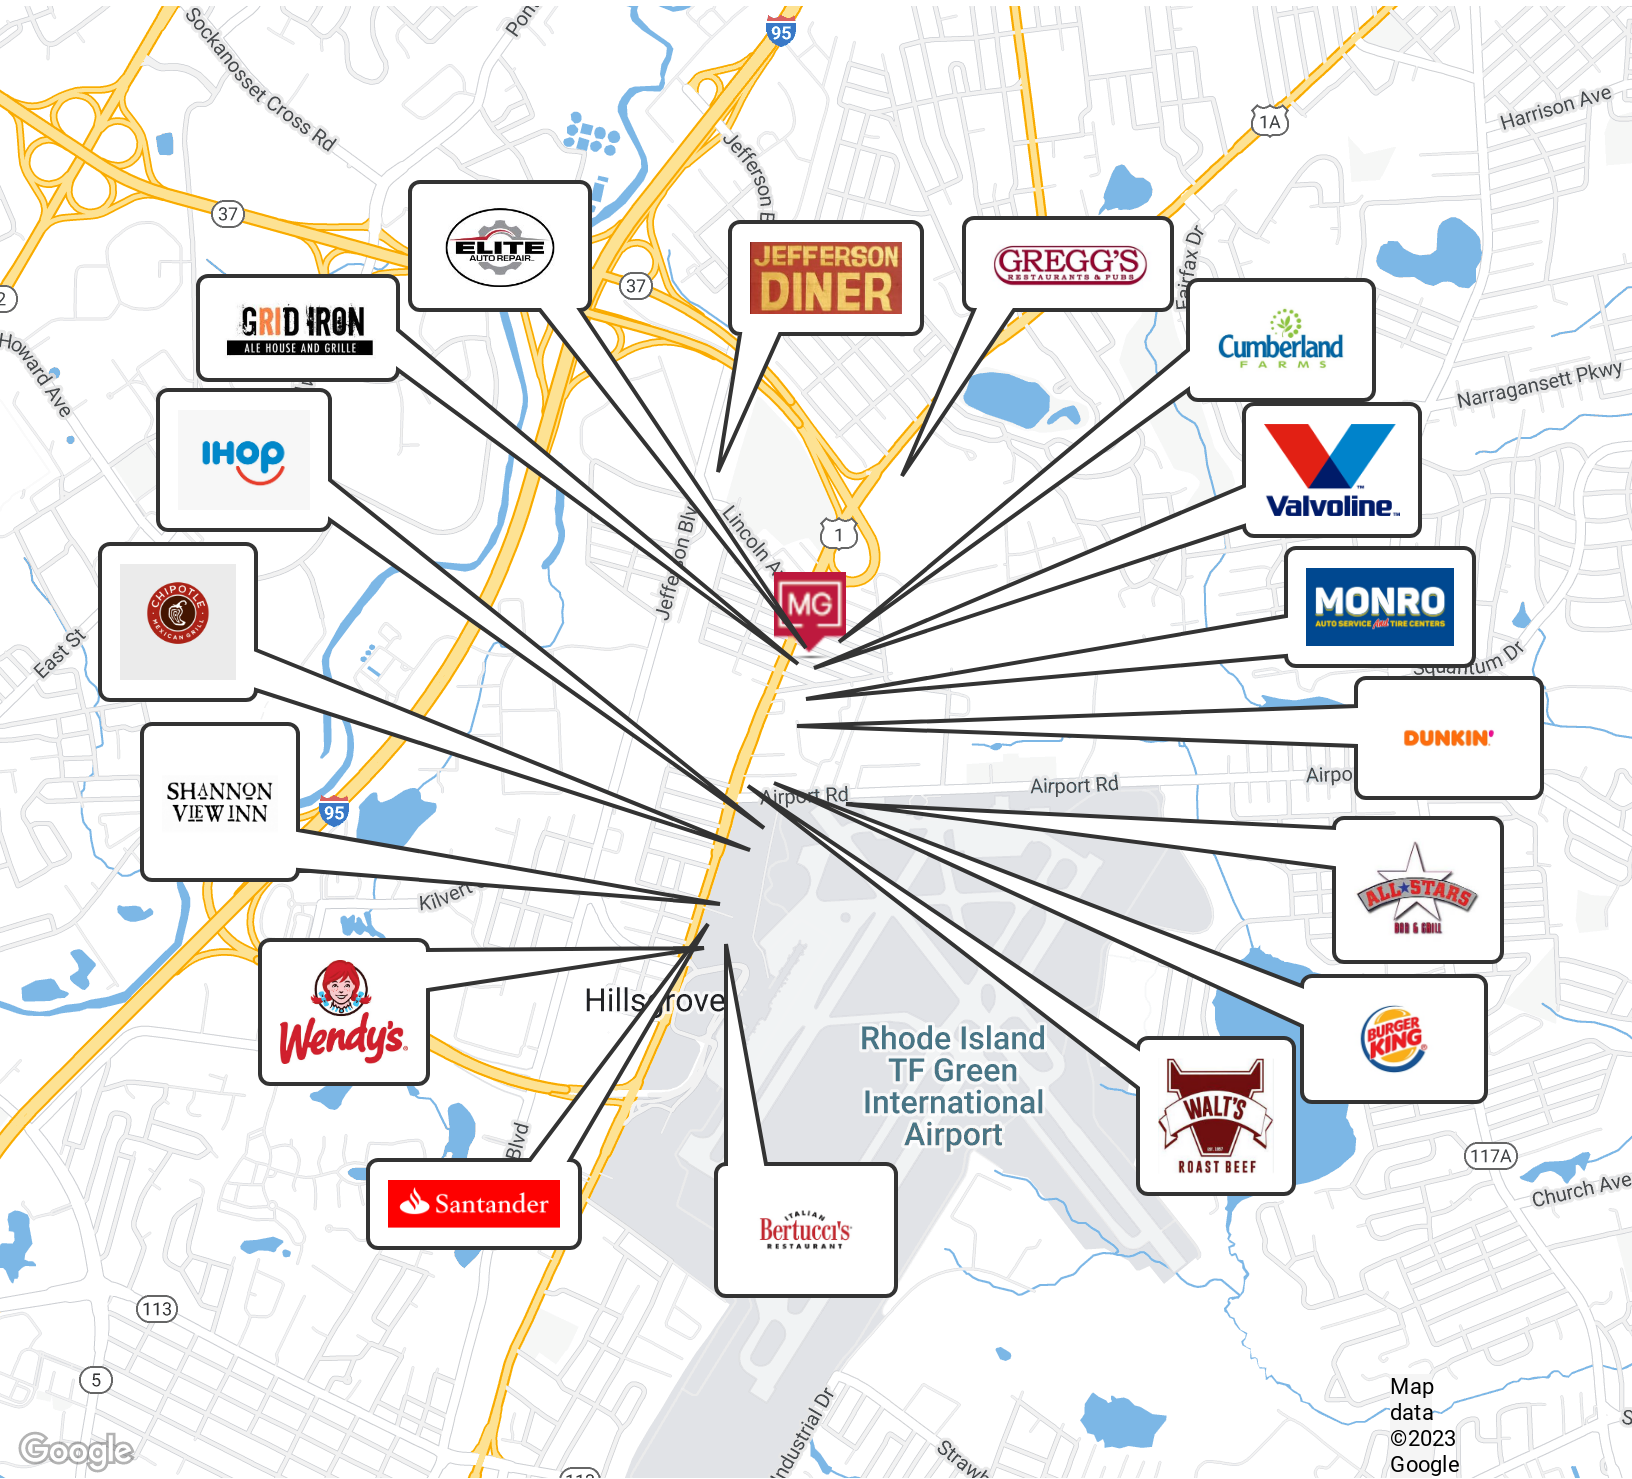 Sockanosset Cross Rd
95
1A
Harrison Ave
Jefferson B
37
37
ELITE
AUTO REPAIR
JEFFERSON
DINER
GREGG'S
RESTAURANTS & PUBS
Fairfax Dr
2
GRID IRON
ALE HOUSE AND GRILLE
Cumberland
FARMS
Howard Ave
Narragansett Pkwy
IHOP
Valvoline™
Jefferson Blv
Lincoln A
1
CHIPOTLE
MEXICAN GRILL
MG
MONRO
AUTO SERVICE And TIRE CENTERS
East St
Squantum Dr
DUNKIN'
SHANNON
VIEW INN
95
Airport Rd
Airport Rd
Airpo
ALL STARS
BAR & GRILL
Kilvert
Wendy's
Hillsgrove
Rhode Island
TF Green
International
Airport
BURGER
KING
WALT'S
ROAST BEEF
Blvd
117A
Church Ave
Santander
ITALIAN
Bertucci's
RESTAURANT
113
5
Industrial Dr
Strawb
Map
data
©2023
Google
Google